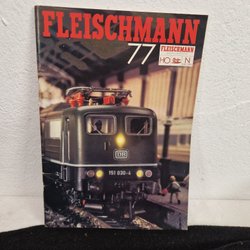 FLEISCHMANN
77
FLEISCHMANN
HO N
DB
151 030-4